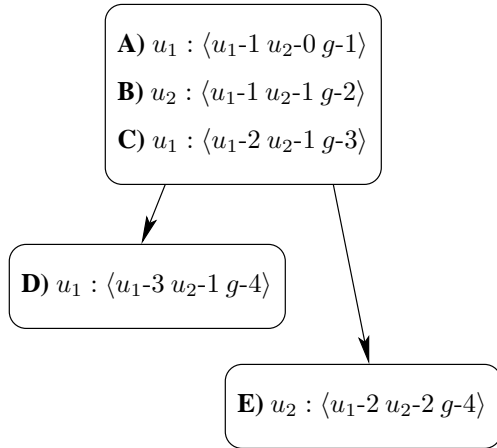 A) u₁ : ⟨u₁-1 u₂-0 g-1⟩
B) u₂ : ⟨u₁-1 u₂-1 g-2⟩
C) u₁ : ⟨u₁-2 u₂-1 g-3⟩
D) u₁ : ⟨u₁-3 u₂-1 g-4⟩
E) u₂ : ⟨u₁-2 u₂-2 g-4⟩